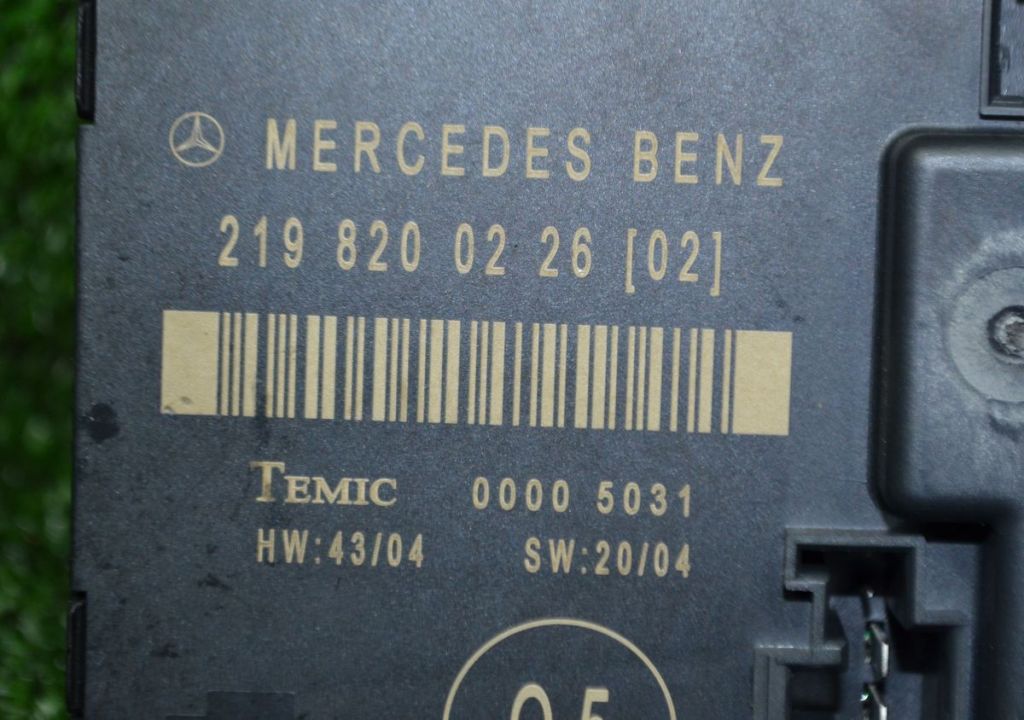 MERCEDES BENZ
219 820 02 26 [02]
TEMIC 0000 5031
HW:43/04 SW:20/04